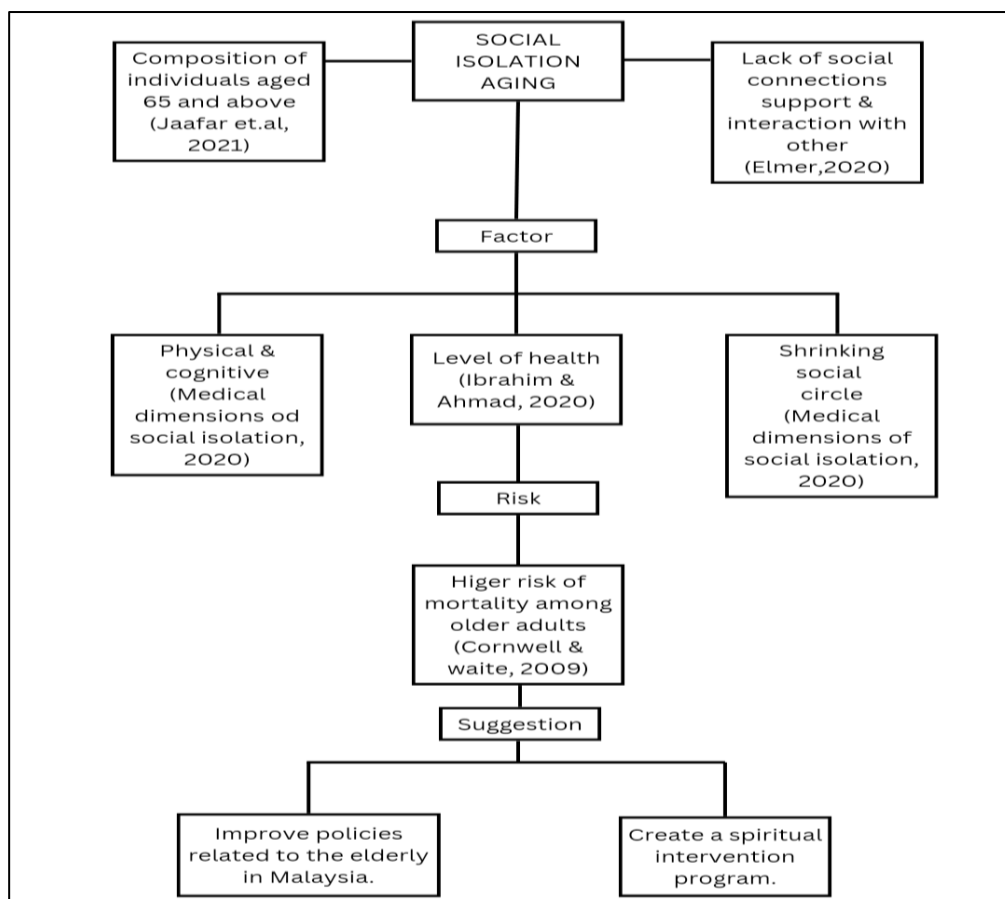 Composition of
individuals aged
65 and above
(Jaafar et.al,
2021)
SOCIAL
ISOLATION
AGING
Lack of social
connections
support &
interaction with
other
(Elmer,2020)
Factor
Physical &
cognitive
(Medical
dimensions od
social isolation,
2020)
Level of health
(Ibrahim &
Ahmad, 2020)
Shrinking
social
circle
(Medical
dimensions of
social isolation,
2020)
Risk
Higer risk of
mortality among
older adults
(Cornwell &
waite, 2009)
Suggestion
Improve policies
related to the elderly
in Malaysia.
Create a spiritual
intervention
program.